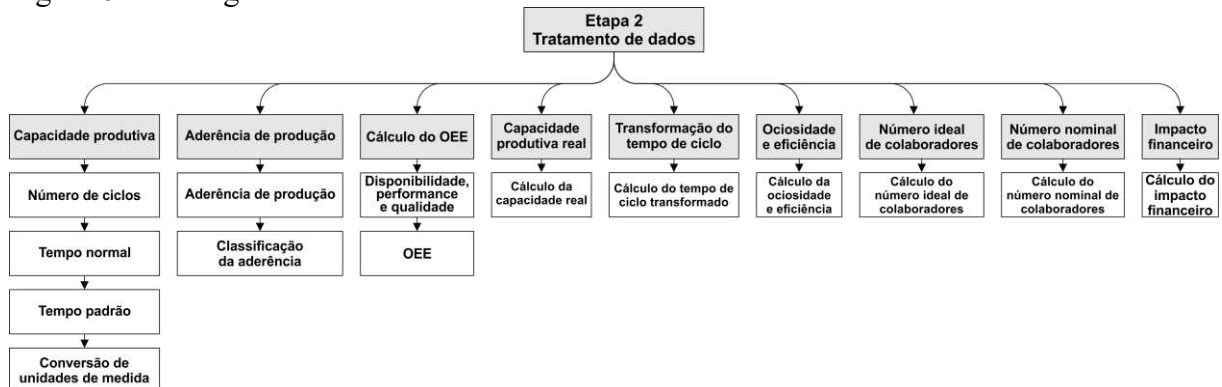 Etapa 2
Tratamento de dados
Capacidade produtiva
Aderência de produção
Cálculo do OEE
Capacidade
produtiva real
Transformação do
tempo de ciclo
Ociosidade
e eficiência
Número ideal
de colaboradores
Número nominal
de colaboradores
Impacto
financeiro
Número de ciclos
Aderência de produção
Disponibilidade,
performance
e qualidade
Cálculo da
capacidade real
Cálculo do tempo de
ciclo transformado
Cálculo da
ociosidade
e eficiência
Cálculo do
número ideal de
colaboradores
Cálculo do
número nominal de
colaboradores
Cálculo do
impacto
financeiro
Tempo normal
Classificação
da aderência
OEE
Tempo padrão
Conversão de
unidades de medida